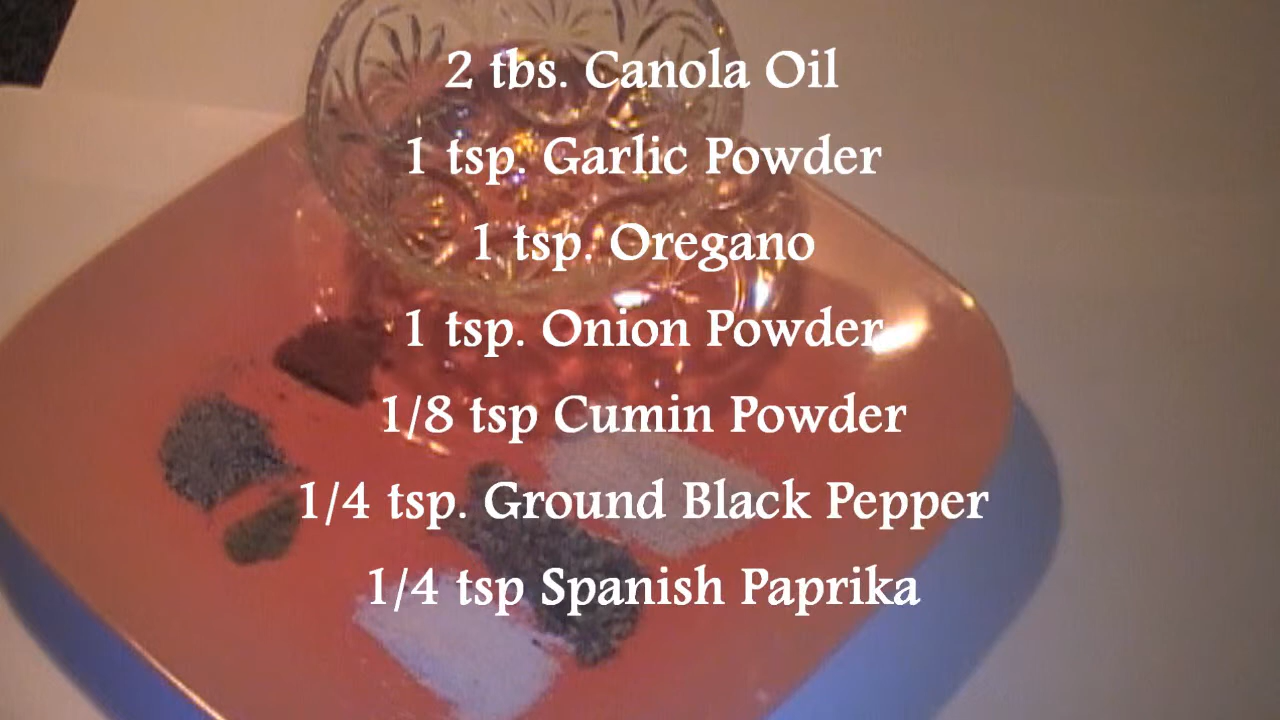 2 tbs. Canola Oil
1 tsp. Garlic Powder
1 tsp. Oregano
1 tsp. Onion Powder
1/8 tsp Cumin Powder
1/4 tsp. Ground Black Pepper
1/4 tsp Spanish Paprika